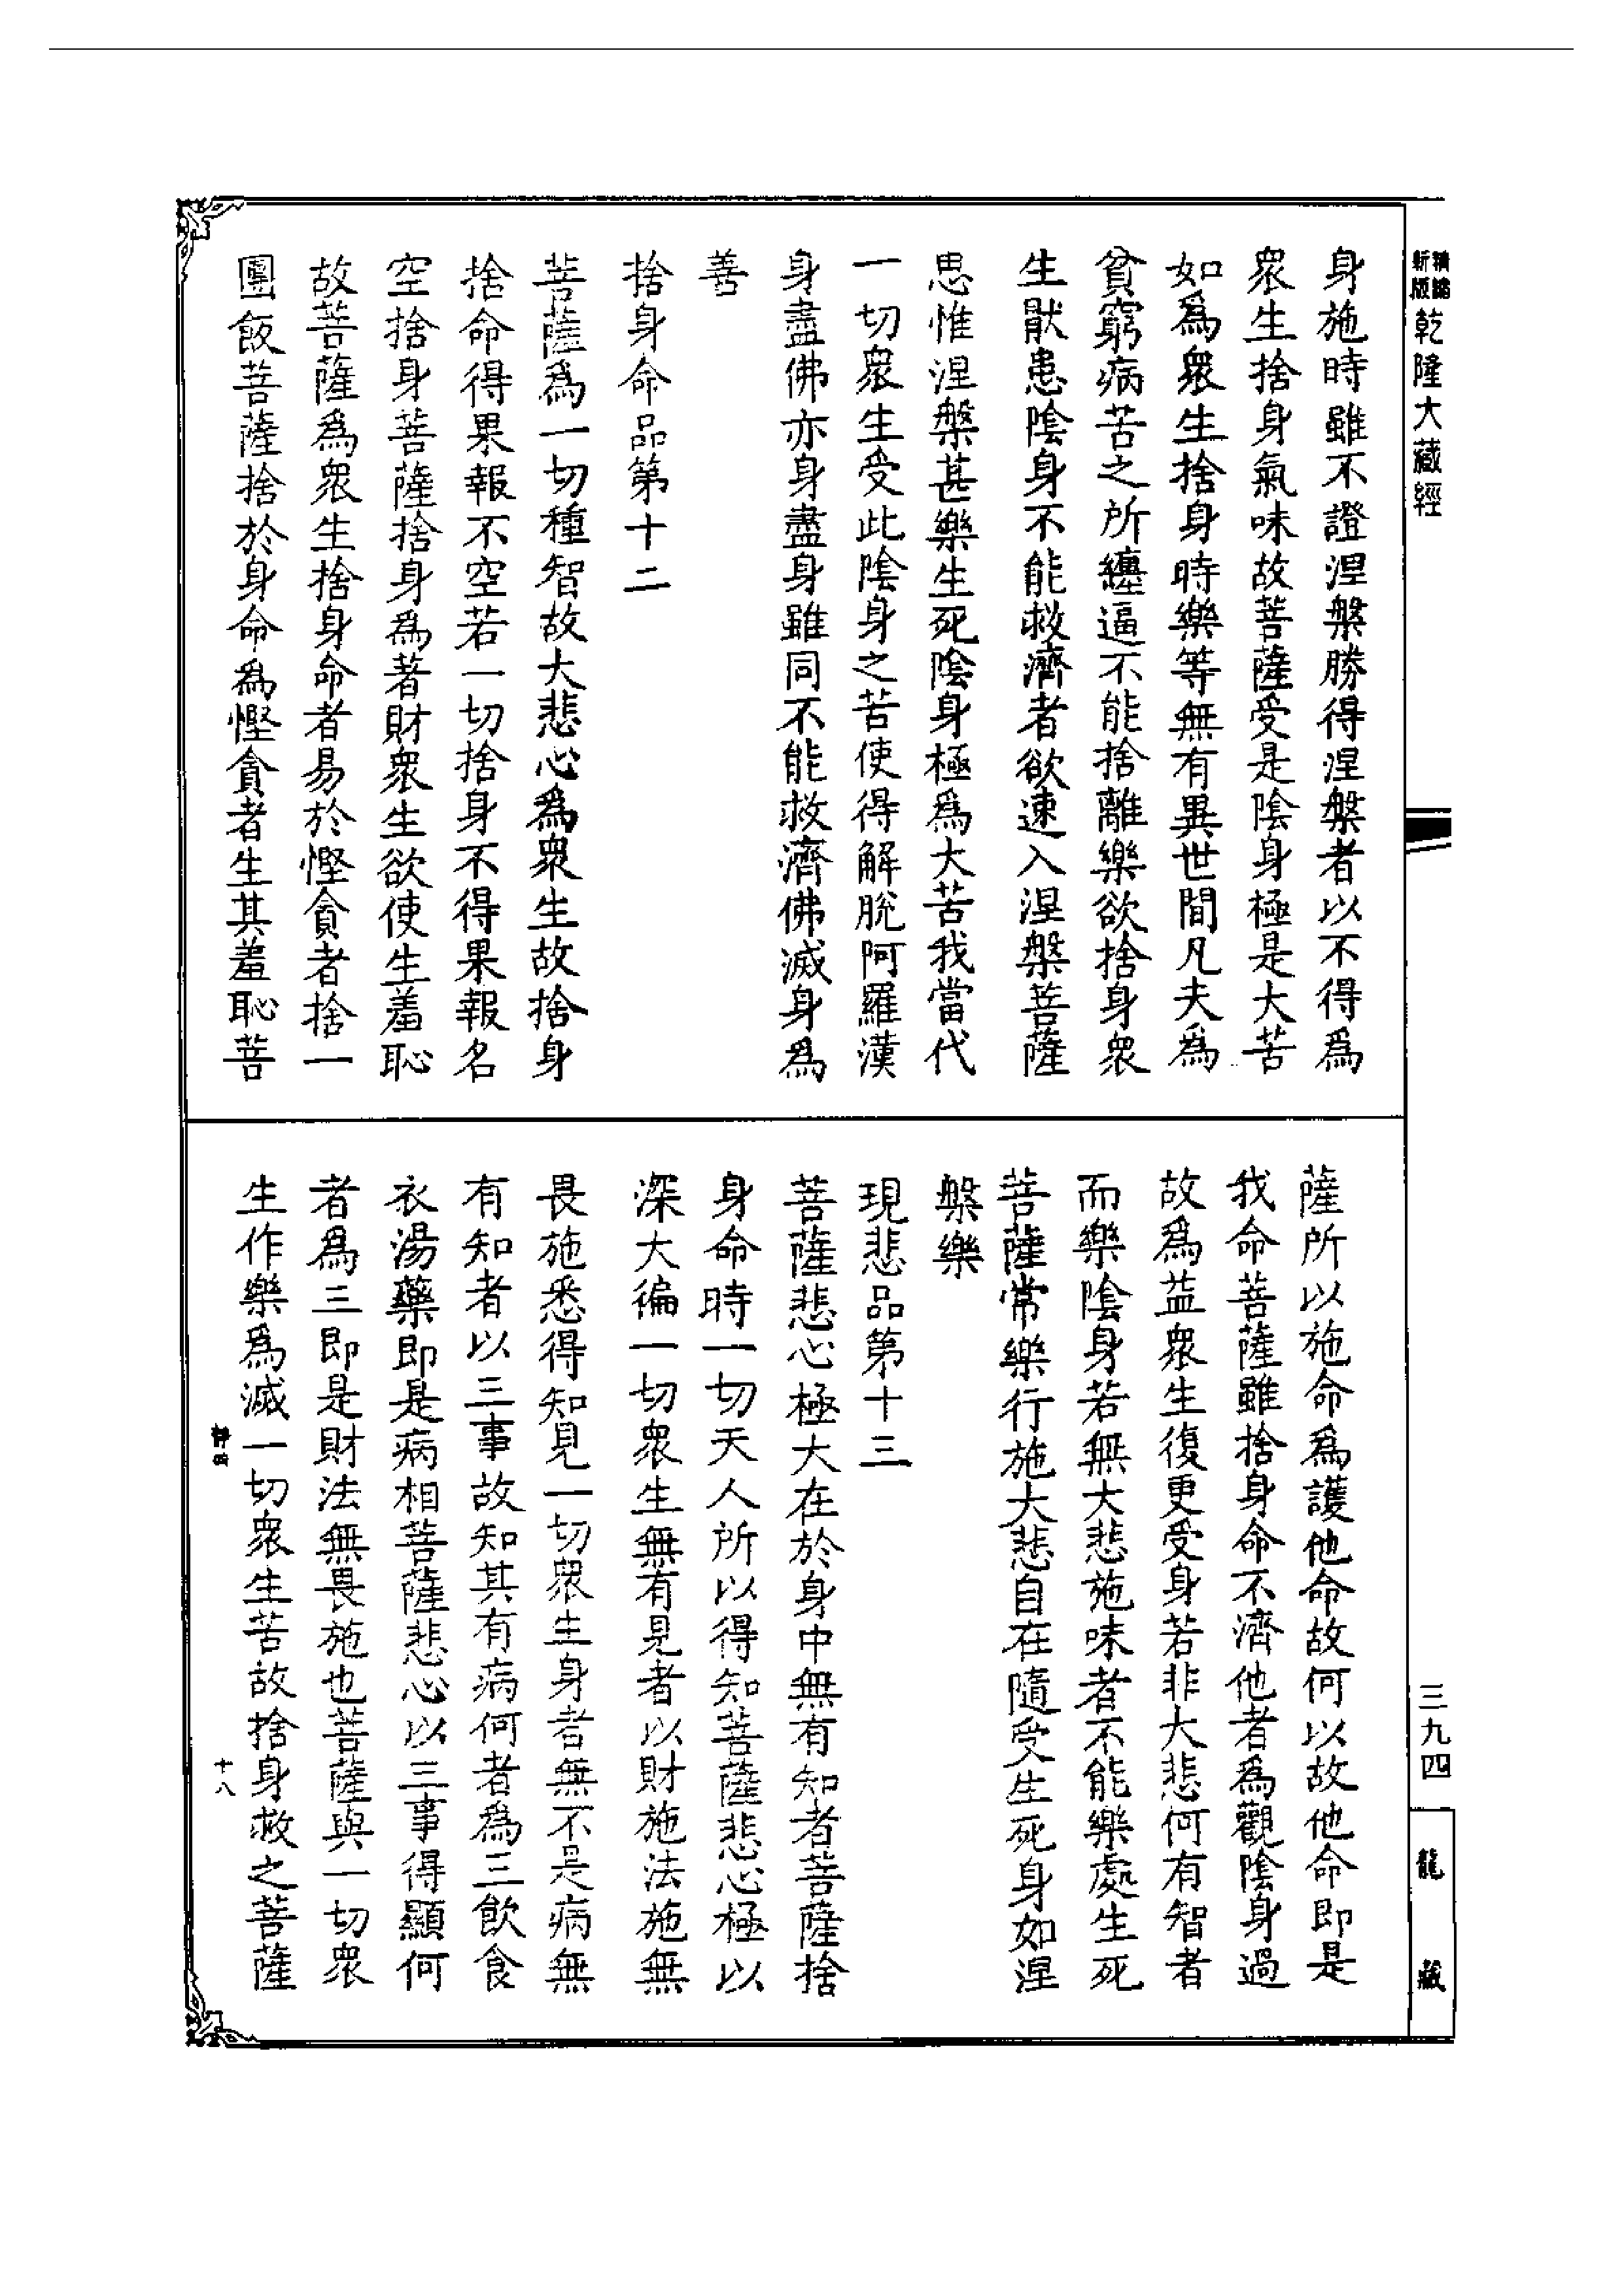 精縮
新版
乾隆大藏經
身施時雖不證涅槃勝得涅槃者以不得爲
衆生捨身氣味故菩薩受是陰身極是大苦
如爲衆生捨身時樂等無有異世間凡夫爲
貧窮病苦之所纏逼不能捨離樂欲捨身衆
生猒患陰身不能救濟者欲速入涅槃菩薩
思惟涅槃甚樂生死陰身極爲大苦我當代
一切衆生受此陰身之苦使得解脫阿羅漢
身盡佛亦身盡身雖同不能救濟佛滅身爲
善
捨身命品第十二
菩薩爲一切種智故大悲心爲衆生故捨身
捨命得果報不空若一切捨身不得果報名
空捨身菩薩捨身爲著財衆生欲使生羞恥
故菩薩爲衆生捨身命者易於慳貪者捨一
團飯菩薩捨於身命爲慳貪者生其羞恥菩
薩所以施命爲護他命故何以故他命即是
我命菩薩雖捨身命不濟他者爲觀陰身過
故爲益衆生復更受身若非大悲何有智者
而樂陰身若無大悲施味者不能樂處生死
菩薩常樂行施大悲自在隨受生死身如涅
槃樂
現悲品第十三
菩薩悲心極大在於身中無有知者菩薩捨
身命時一切天人所以得知菩薩悲心極以
深大徧一切衆生無有見者以財施法施無
畏施悉得知見一切衆生身者無不是病無
有知者以三事故知其有病何者爲三飲食
衣湯藥即是病相菩薩悲心以三事得顯何
者爲三即是財法無畏施也菩薩與一切衆
生作樂爲滅一切衆生苦故捨身救之菩薩
十八
三九四
龍藏